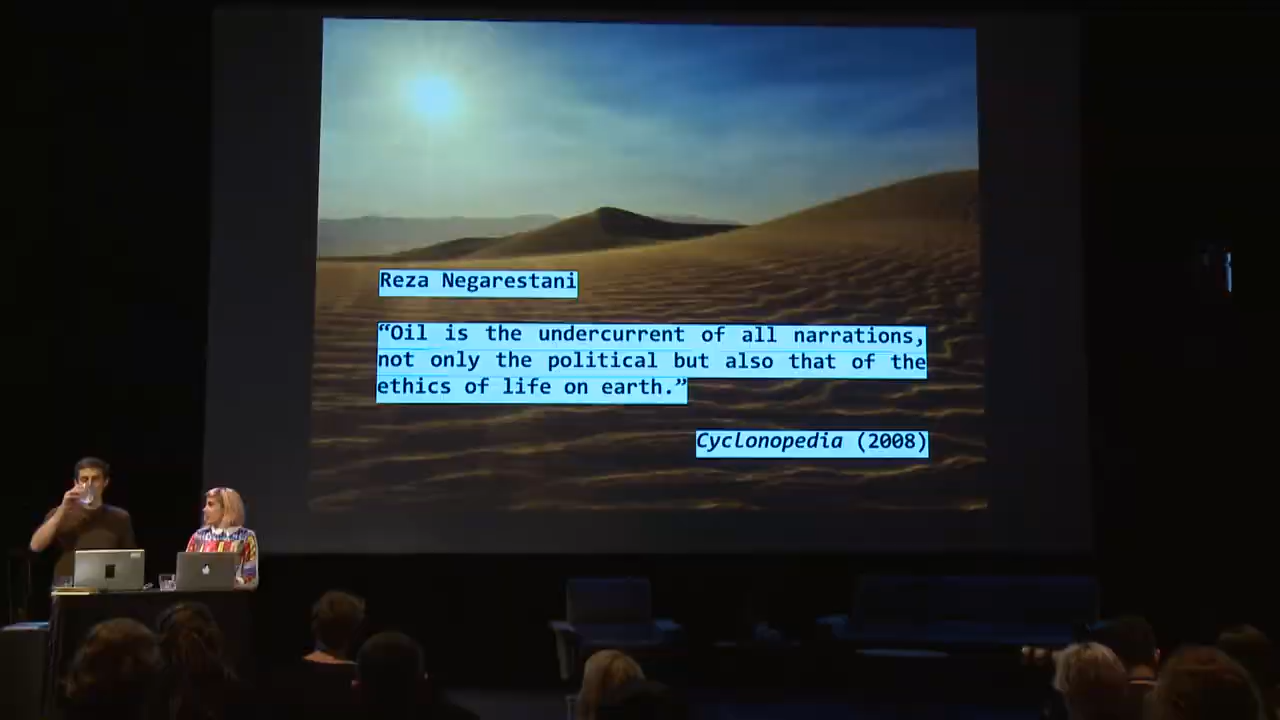 Reza Negarestani
“Oil is the undercurrent of all narrations,
not only the political but also that of the
ethics of life on earth.”
Cyclonopedia (2008)